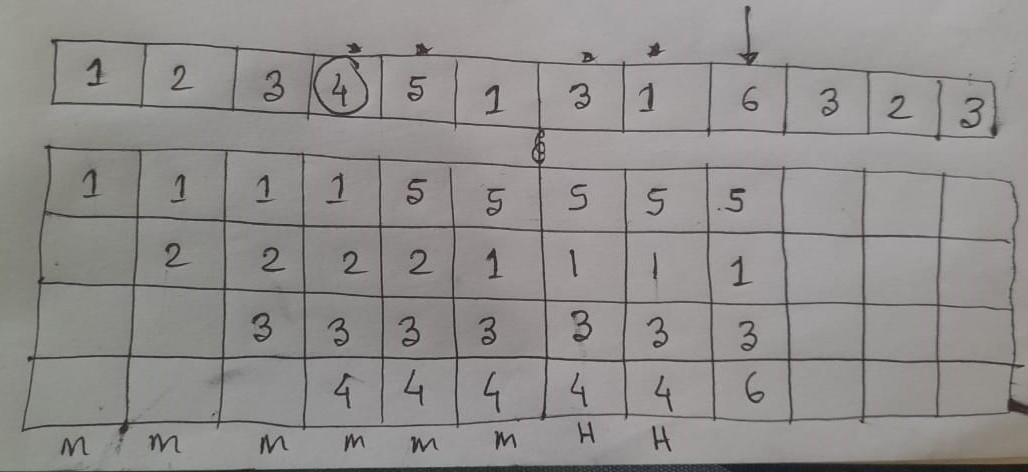 1 2 3 4 5 1 3 1 6 3 2 3
1 1 1 1 5 5 5 5 5
2 2 2 2 1 1 1 1
3 3 3 3 3 3 3
4 4 4 4 4 6
M M M M M M H H